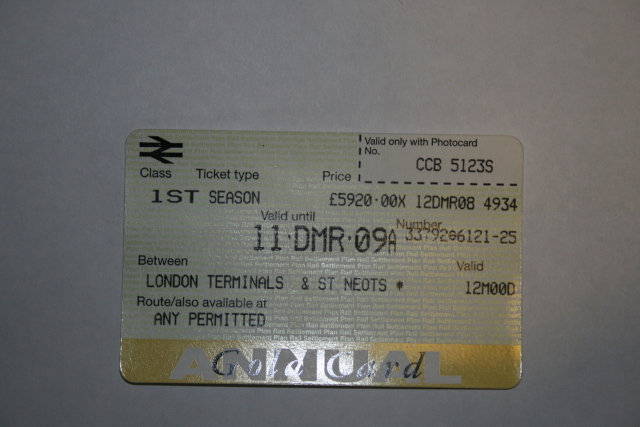 Valid only with Photocard
No. CCB 5123S
Class Ticket type Price
1ST SEASON £5920·00X 12DMR08 4934
Valid until Number
11·DMR·09A 3379266121-25
Between Valid
LONDON TERMINALS & ST NEOTS * 12M00D
Route/also available at
ANY PERMITTED
ANNUAL
Gold Card